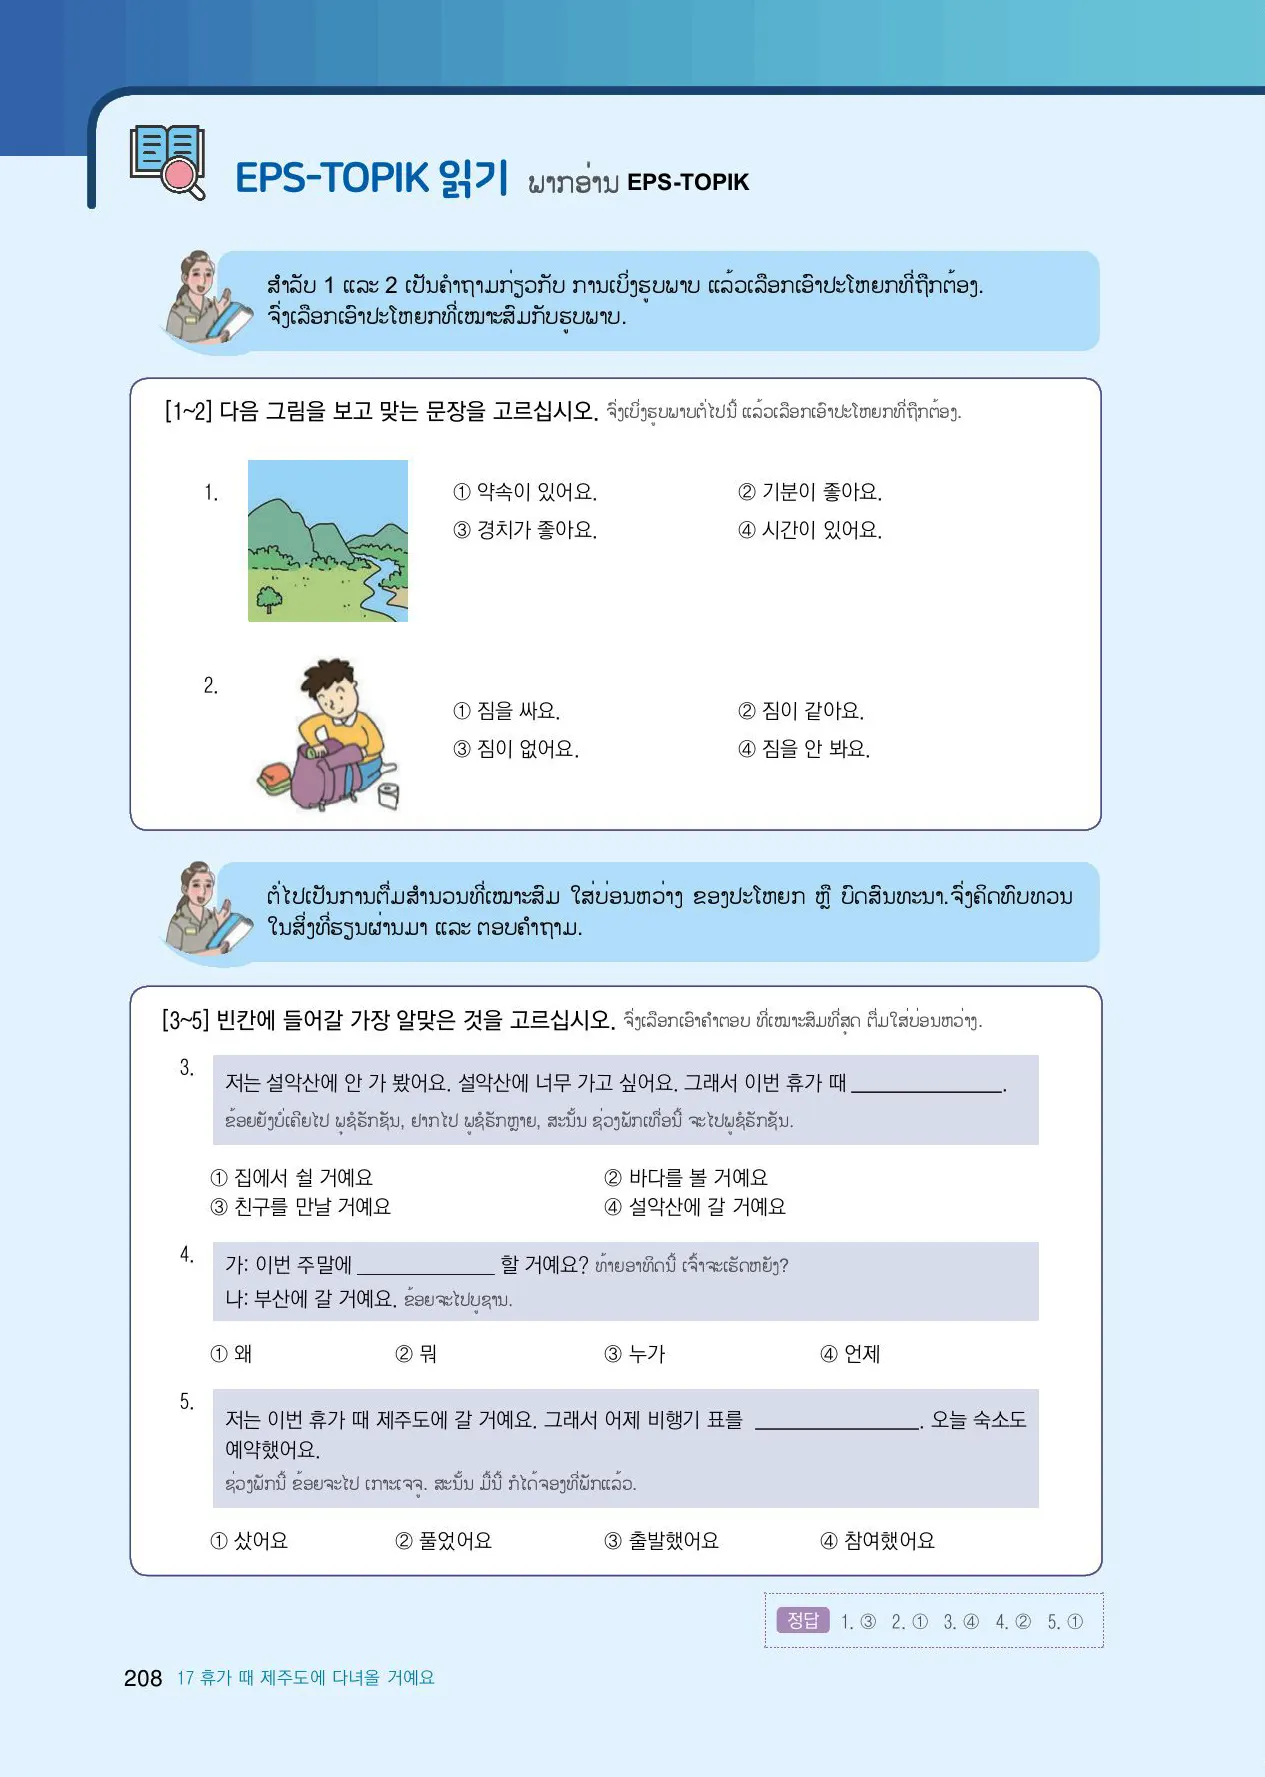 EPS-TOPIK 읽기 ພາກອ່ານ EPS-TOPIK
ສຳລັບ 1 ແລະ 2 ເປັນຄຳຖາມກ່ຽວກັບ ການເບິ່ງຮູບພາບ ແລ້ວເລືອກເອົາປະໂຫຍກທີ່ຖືກຕ້ອງ.
ຈົ່ງເລືອກເອົາປະໂຫຍກທີ່ເໝາະສົມກັບຮູບພາບ.
[1~2] 다음 그림을 보고 맞는 문장을 고르십시오. ຈົ່ງເບິ່ງຮູບພາບຕໍ່ໄປນີ້ ແລ້ວເລືອກເອົາປະໂຫຍກທີ່ຖືກຕ້ອງ.
1. ① 약속이 있어요. ② 기분이 좋아요.
③ 경치가 좋아요. ④ 시간이 있어요.
2. ① 짐을 싸요. ② 짐이 같아요.
③ 짐이 없어요. ④ 짐을 안 봐요.
ຕໍ່ໄປເປັນການຕື່ມສຳນວນທີ່ເໝາະສົມ ໃສ່ບ່ອນຫວ່າງ ຂອງປະໂຫຍກ ຫຼື ບົດສົນທະນາ.ຈົ່ງຄິດທົບທວນ
ໃນສິ່ງທີ່ຮຽນຜ່ານມາ ແລະ ຕອບຄຳຖາມ.
[3~5] 빈칸에 들어갈 가장 알맞은 것을 고르십시오. ຈົ່ງເລືອກເອົາຄຳຕອບ ທີ່ເໝາະສົມທີ່ສຸດ ຕື່ມໃສ່ບ່ອນຫວ່າງ.
3. 저는 설악산에 안 가 봤어요. 설악산에 너무 가고 싶어요. 그래서 이번 휴가 때 ______________.
ຂ້ອຍຍັງບໍ່ເຄີຍໄປ ພຸຊໍຣັກຊັນ, ຢາກໄປ ພູຊໍຣັກຫຼາຍ, ສະນັ້ນ ຊ່ວງພັກເທື່ອນີ້ ຈະໄປພູຊໍຣັກຊັນ.
① 집에서 쉴 거예요 ② 바다를 볼 거예요
③ 친구를 만날 거예요 ④ 설악산에 갈 거예요
4. 가: 이번 주말에 _____________ 할 거예요? ທ້າຍອາທິດນີ້ ເຈົ້າຈະເຮັດຫຍັງ?
나: 부산에 갈 거예요. ຂ້ອຍຈະໄປບູຊານ.
① 왜 ② 뭐 ③ 누가 ④ 언제
5. 저는 이번 휴가 때 제주도에 갈 거예요. 그래서 어제 비행기 표를 _______________. 오늘 숙소도
예약했어요.
ຊ່ວງພັກນີ້ ຂ້ອຍຈະໄປ ເກາະເຈຈູ. ສະນັ້ນ ມື້ນີ້ ກໍໄດ້ຈອງທີ່ພັກແລ້ວ.
① 샀어요 ② 풀었어요 ③ 출발했어요 ④ 참여했어요
정답 1. ③ 2. ① 3. ④ 4. ② 5. ①
208 17 휴가 때 제주도에 다녀올 거예요